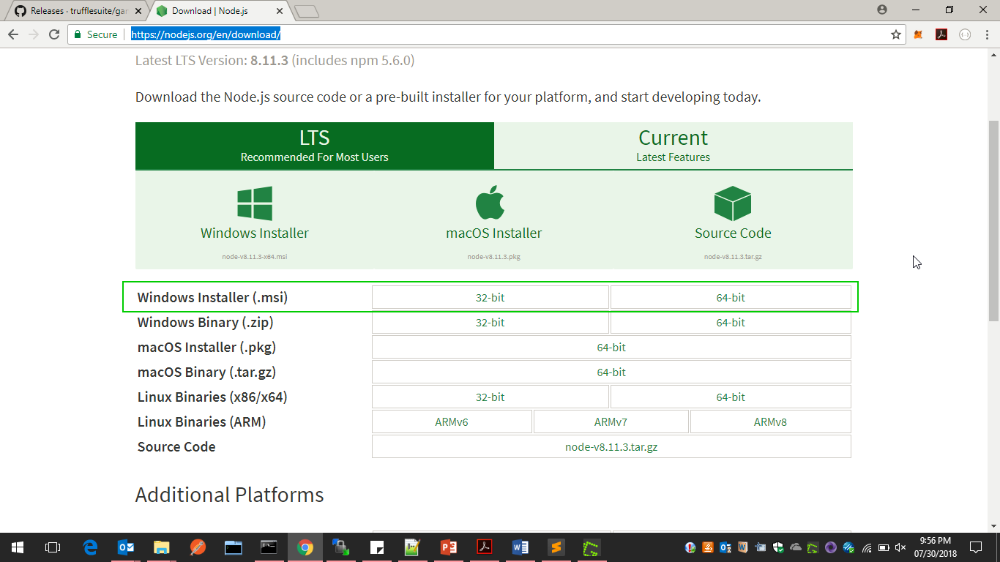 Releases · trufflesuite/gan
Download | Node.js
Secure
https://nodejs.org/en/download/
Latest LTS Version: 8.11.3 (includes npm 5.6.0)
Download the Node.js source code or a pre-built installer for your platform, and start developing today.
LTS
Recommended For Most Users
Current
Latest Features
Windows Installer
node-v8.11.3-x64.msi
macOS Installer
node-v8.11.3.pkg
Source Code
node-v8.11.3.tar.gz
Windows Installer (.msi) 32-bit 64-bit
Windows Binary (.zip) 32-bit 64-bit
macOS Installer (.pkg) 64-bit
macOS Binary (.tar.gz) 64-bit
Linux Binaries (x86/x64) 32-bit 64-bit
Linux Binaries (ARM) ARMv6 ARMv7 ARMv8
Source Code node-v8.11.3.tar.gz
Additional Platforms
9:56 PM
07/30/2018